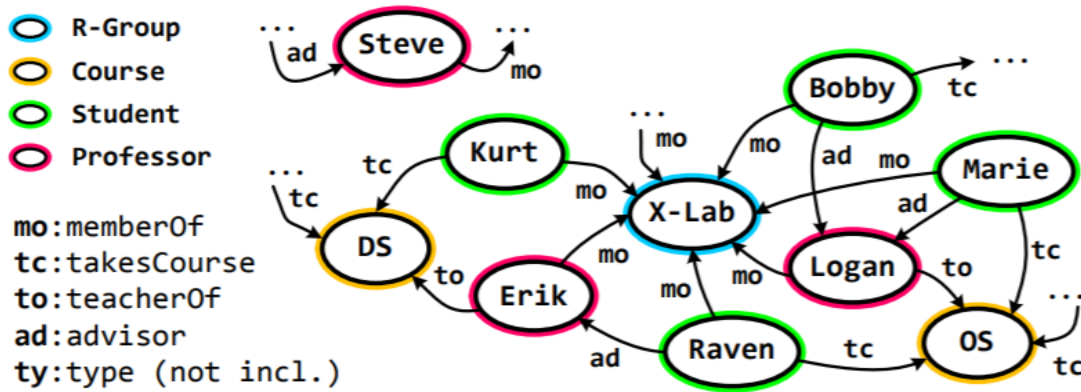 R-Group
Course
Student
Professor
mo:memberOf
tc:takesCourse
to:teacherOf
ad:advisor
ty:type (not incl.)
...
ad
Steve
...
mo
Bobby
...
tc
Kurt
...
mo
mo
ad
mo
Marie
tc
mo
X-Lab
ad
...
tc
DS
mo
mo
Logan
to
tc
to
Erik
mo
...
ad
Raven
tc
OS
tc